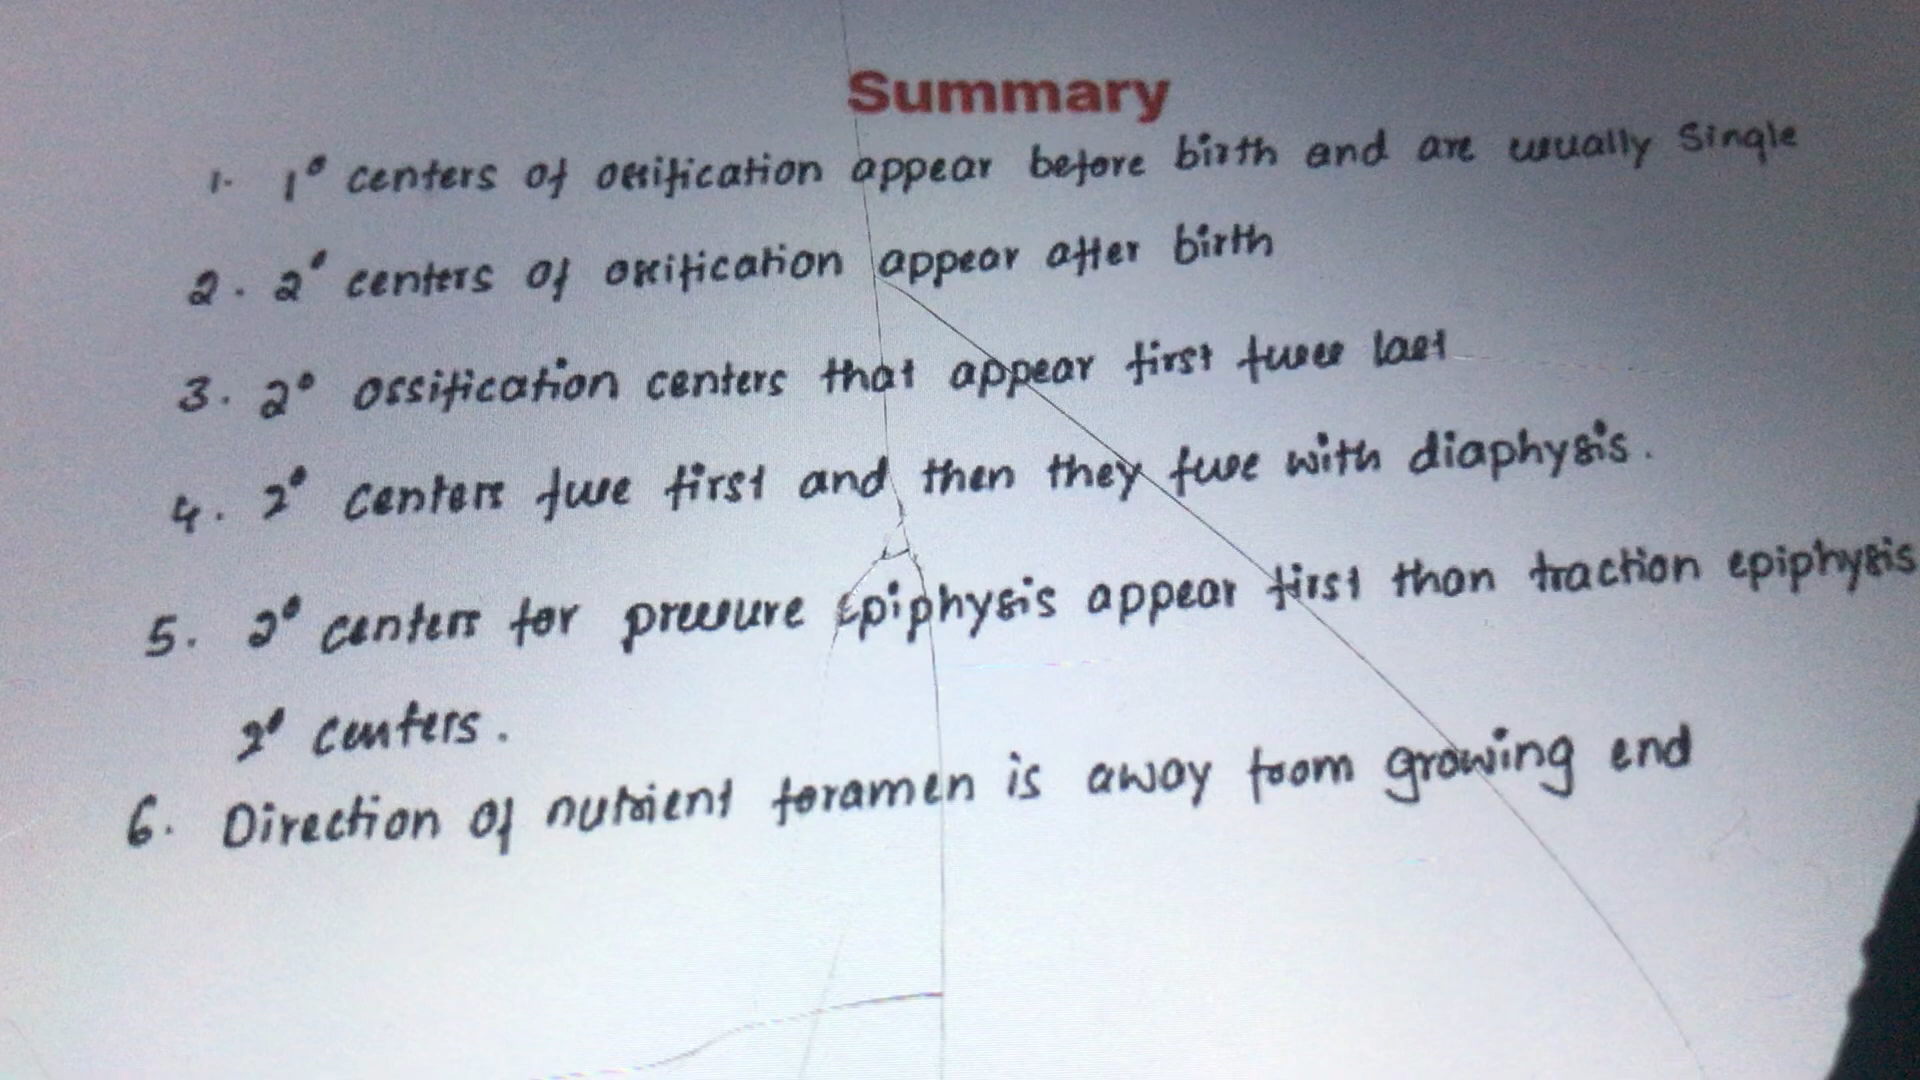 Summary
1. 1° centers of ossification appear before birth and are usually single
2. 2° centers of ossification appear after birth
3. 2° ossification centers that appear first fuses last
4. 2° centers fuse first and then they fuse with diaphysis.
5. 2° centers for pressure epiphysis appear first than traction epiphysis
2° centers.
6. Direction of nutrient foramen is away from growing end